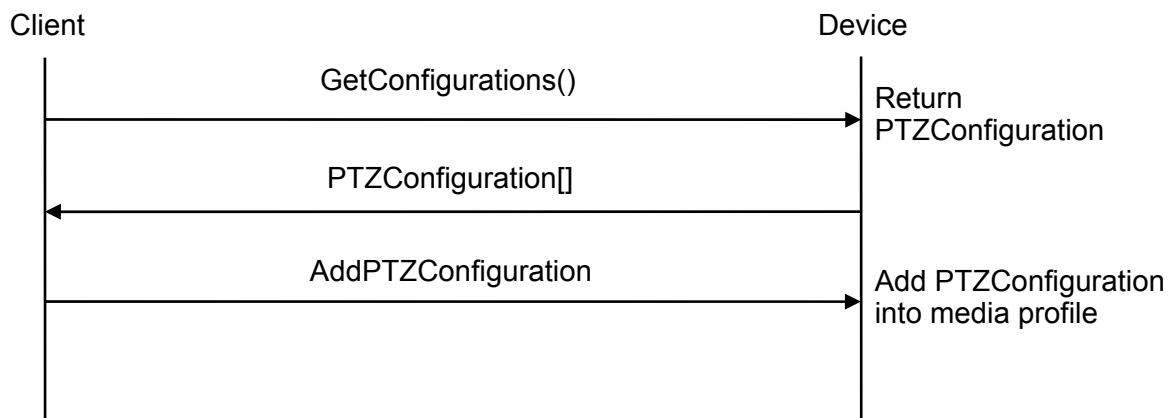 Client
Device
GetConfigurations()
Return
PTZConfiguration
PTZConfiguration[]
AddPTZConfiguration
Add PTZConfiguration
into media profile